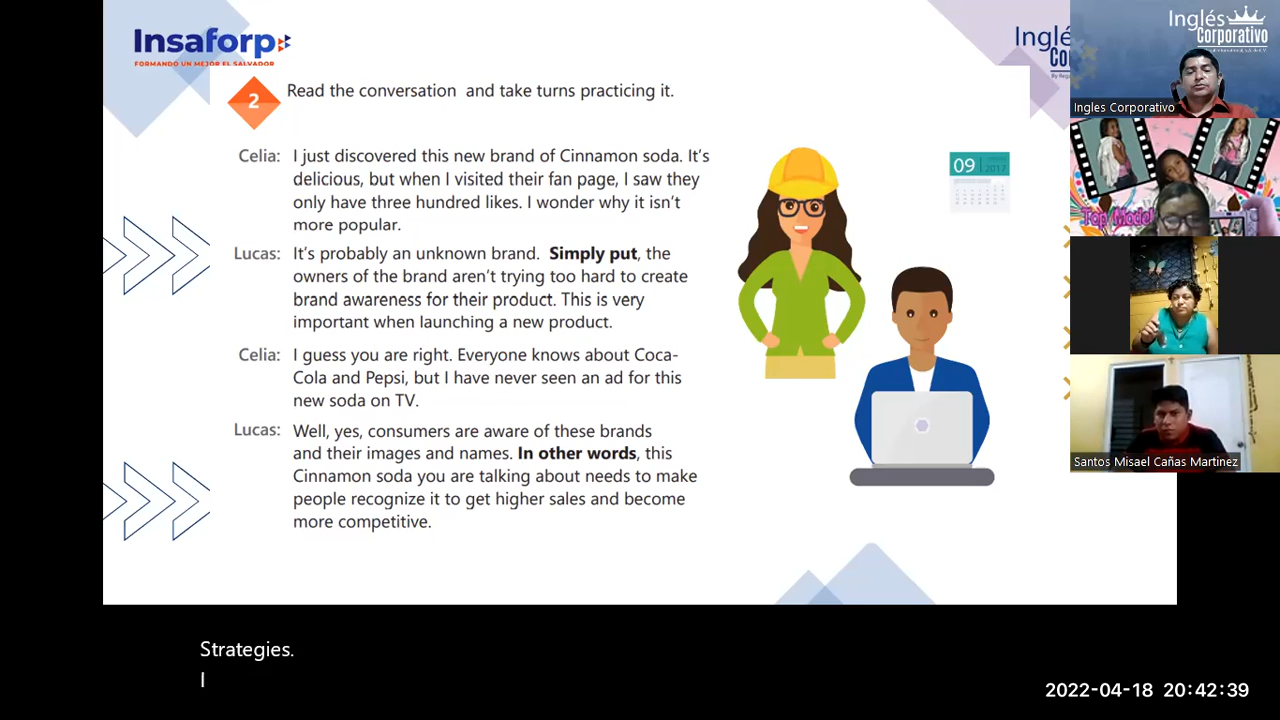 Insaforp
FORMANDO UN MEJOR EL SALVADOR
Inglé
Co
Inglés
Corporativo
2
Read the conversation and take turns practicing it.
Celia: I just discovered this new brand of Cinnamon soda. It's
delicious, but when I visited their fan page, I saw they
only have three hundred likes. I wonder why it isn't
more popular.
Lucas: It's probably an unknown brand. Simply put, the
owners of the brand aren't trying too hard to create
brand awareness for their product. This is very
important when launching a new product.
Celia: I guess you are right. Everyone knows about Coca-
Cola and Pepsi, but I have never seen an ad for this
new soda on TV.
Lucas: Well, yes, consumers are aware of these brands
and their images and names. In other words, this
Cinnamon soda you are talking about needs to make
people recognize it to get higher sales and become
more competitive.
09
2017
Ingles Corporativo
Top Model
Santos Misael Cañas Martinez
Strategies.
I
2022-04-18 20:42:39